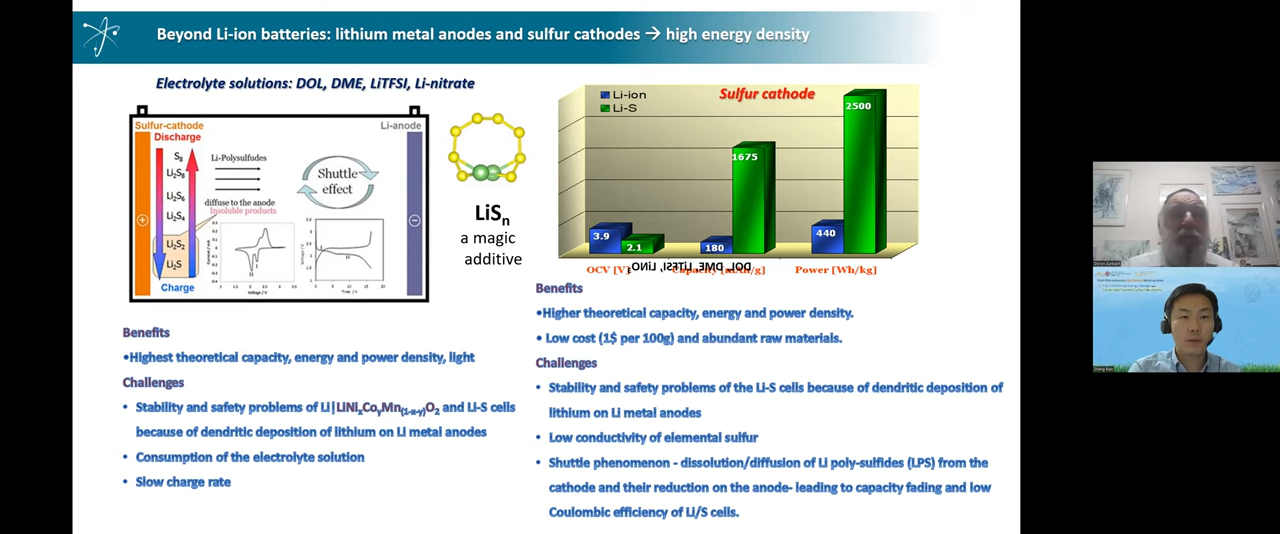 Beyond Li-ion batteries: lithium metal anodes and sulfur cathodes → high energy density
Electrolyte solutions: DOL, DME, LiTFSI, Li-nitrate
Sulfur-cathode
Li-anode
Discharge
S8
Li2S8
Li2S6
Li2S4
Li2S2
Li2S
Charge
Li-Polysulfudes
diffuse to the anode
Insoluble products
Shuttle
effect
LiSn
a magic
additive
Li-ion
Li-S
Sulfur cathode
3.9
2.1
180
1675
440
2500
OCV [V]
Power [Wh/kg]
DOL, DME, LiTSI, LiNO
Benefits
•Highest theoretical capacity, energy and power density, light
Challenges
• Stability and safety problems of Li|LiNixCoyMn(1-x-y)O2 and Li-S cells
because of dendritic deposition of lithium on Li metal anodes
• Consumption of the electrolyte solution
• Slow charge rate
Benefits
•Higher theoretical capacity, energy and power density.
• Low cost (1$ per 100g) and abundant raw materials.
Challenges
• Stability and safety problems of the Li-S cells because of dendritic deposition of
lithium on Li metal anodes
• Low conductivity of elemental sulfur
• Shuttle phenomenon - dissolution/diffusion of Li poly-sulfides (LPS) from the
cathode and their reduction on the anode- leading to capacity fading and low
Coulombic efficiency of Li/S cells.
Doron Aurbach